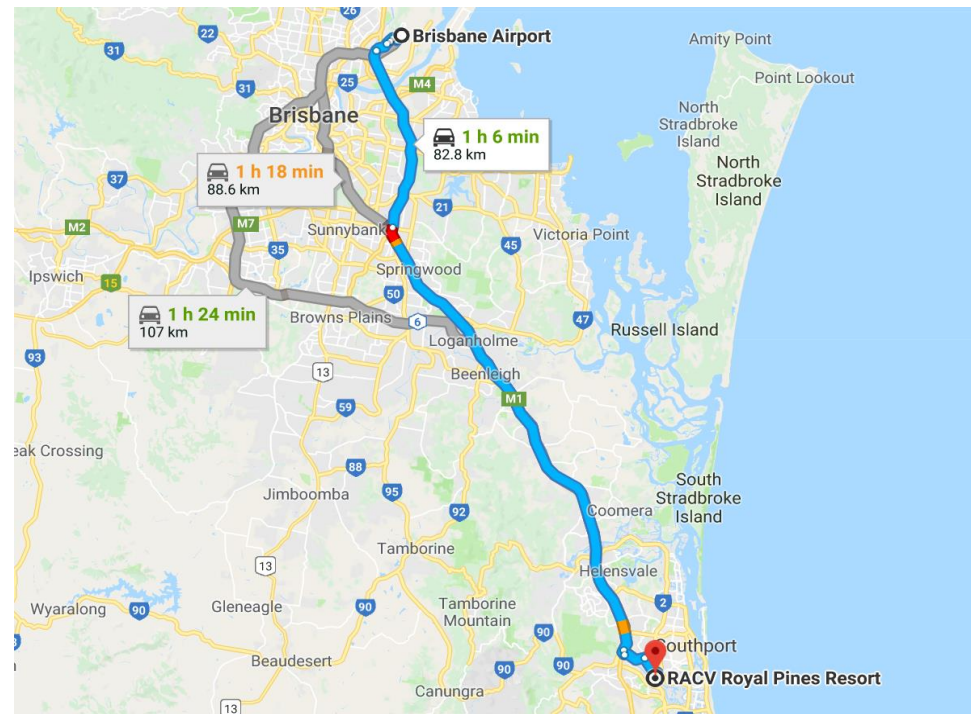 26
Brisbane Airport
22
31
Amity Point
Point Lookout
25
M4
31
Brisbane
North
Stradbroke
Island
1 h 6 min
82.8 km
1 h 18 min
88.6 km
North
Stradbroke
Island
37
21
M2
M7
Sunnybank
Victoria Point
35
45
Ipswich
15
Springwood
50
1 h 24 min
107 km
Browns Plains
6
47
Russell Island
Loganholme
93
13
Beenleigh
M1
59
eak Crossing
88
South
Stradbroke
Island
Jimboomba
95
92
Coomera
Tamborine
13
Helensvale
Wyaralong
90
Gleneagle
90
Tamborine
Mountain
2
90
Southport
Beaudesert
90
90
RACV Royal Pines Resort
Canungra
13